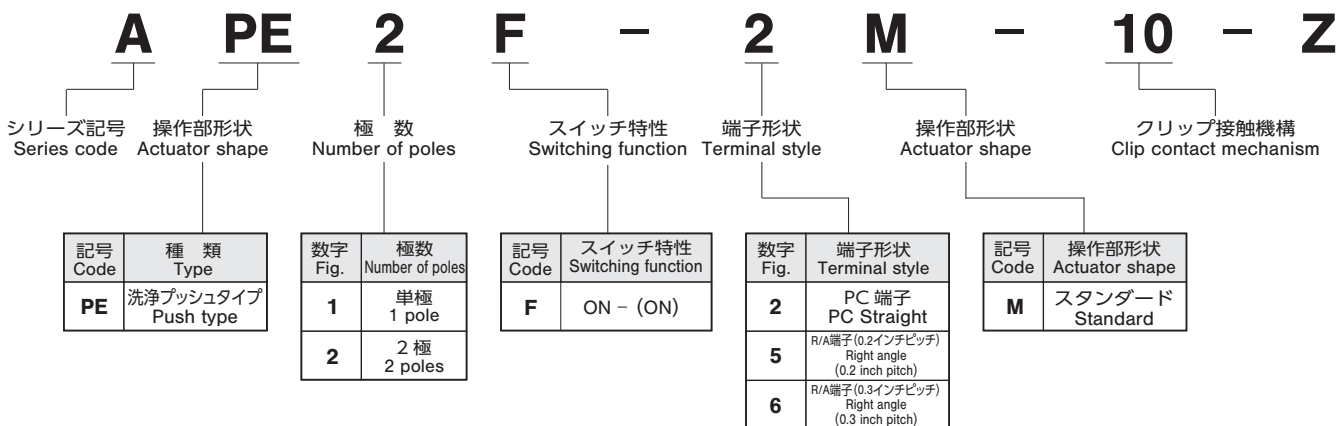 A PE 2 F - 2 M - 10 - Z
シリーズ記号
Series code
操作部形状
Actuator shape
極 数
Number of poles
スイッチ特性
Switching function
端子形状
Terminal style
操作部形状
Actuator shape
クリップ接触機構
Clip contact mechanism
記号
Code
種 類
Type
PE
洗浄プッシュタイプ
Push type
数字
Fig.
極数
Number of poles
1
単極
1 pole
2
2 極
2 poles
記号
Code
スイッチ特性
Switching function
F
ON − (ON)
数字
Fig.
端子形状
Terminal style
2
PC 端子
PC Straight
5
R/A端子(0.2インチピッチ)
Right angle
(0.2 inch pitch)
6
R/A端子(0.3インチピッチ)
Right angle
(0.3 inch pitch)
記号
Code
操作部形状
Actuator shape
M
スタンダード
Standard